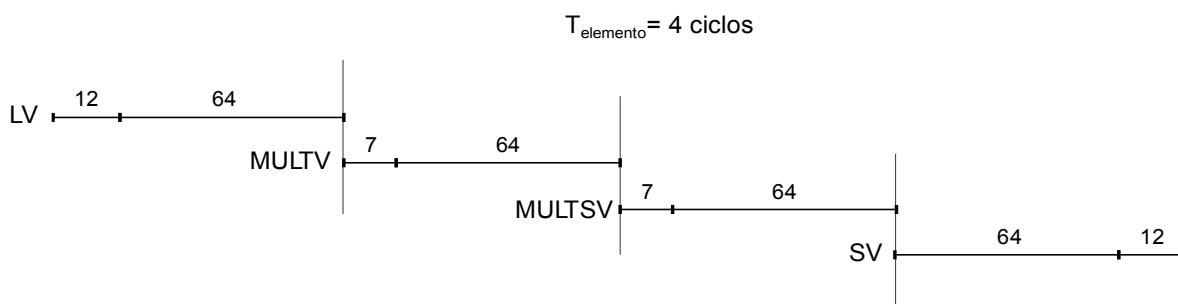 T_elemento= 4 ciclos
LV 12 64
MULTV 7 64
MULTSV 7 64
SV 64 12